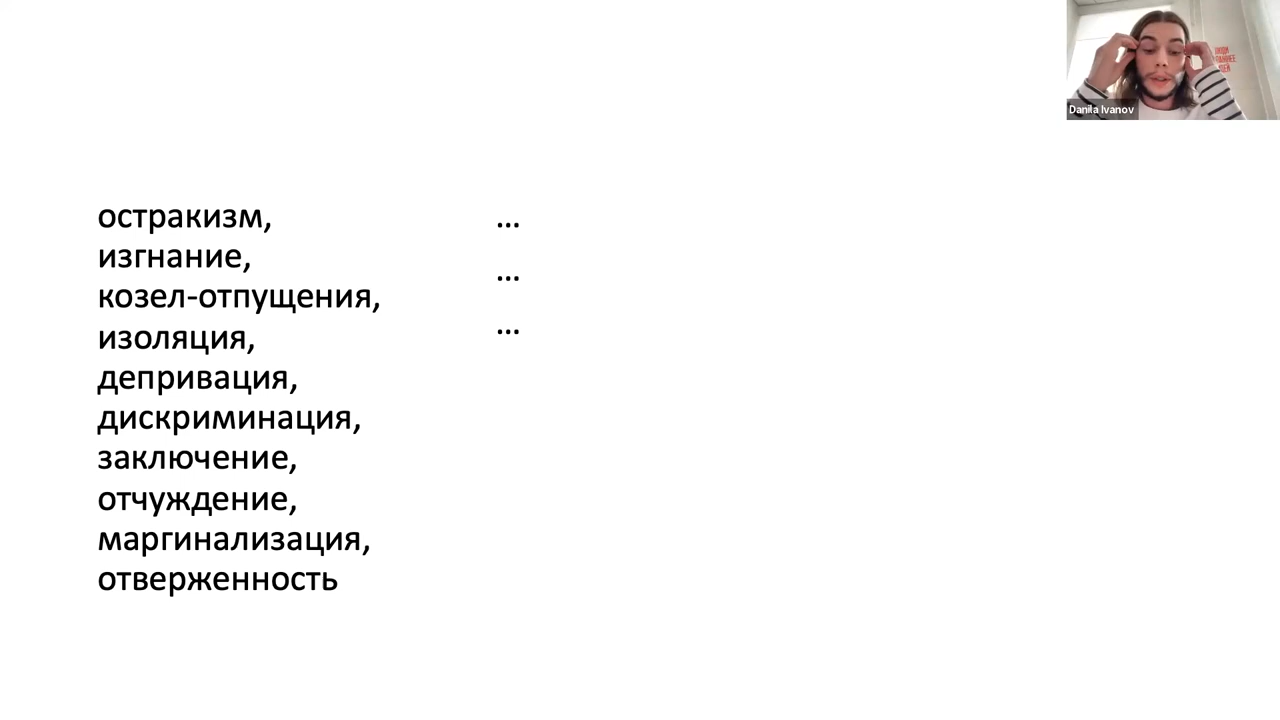 остракизм,
изгнание,
козел-отпущения,
изоляция,
депривация,
дискриминация,
заключение,
отчуждение,
маргинализация,
отверженность
...
...
...
Danila Ivanov